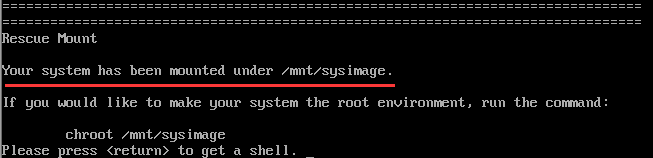 ================================================================================
================================================================================
Rescue Mount
Your system has been mounted under /mnt/sysimage.
If you would like to make your system the root environment, run the command:
chroot /mnt/sysimage
Please press <return> to get a shell. _